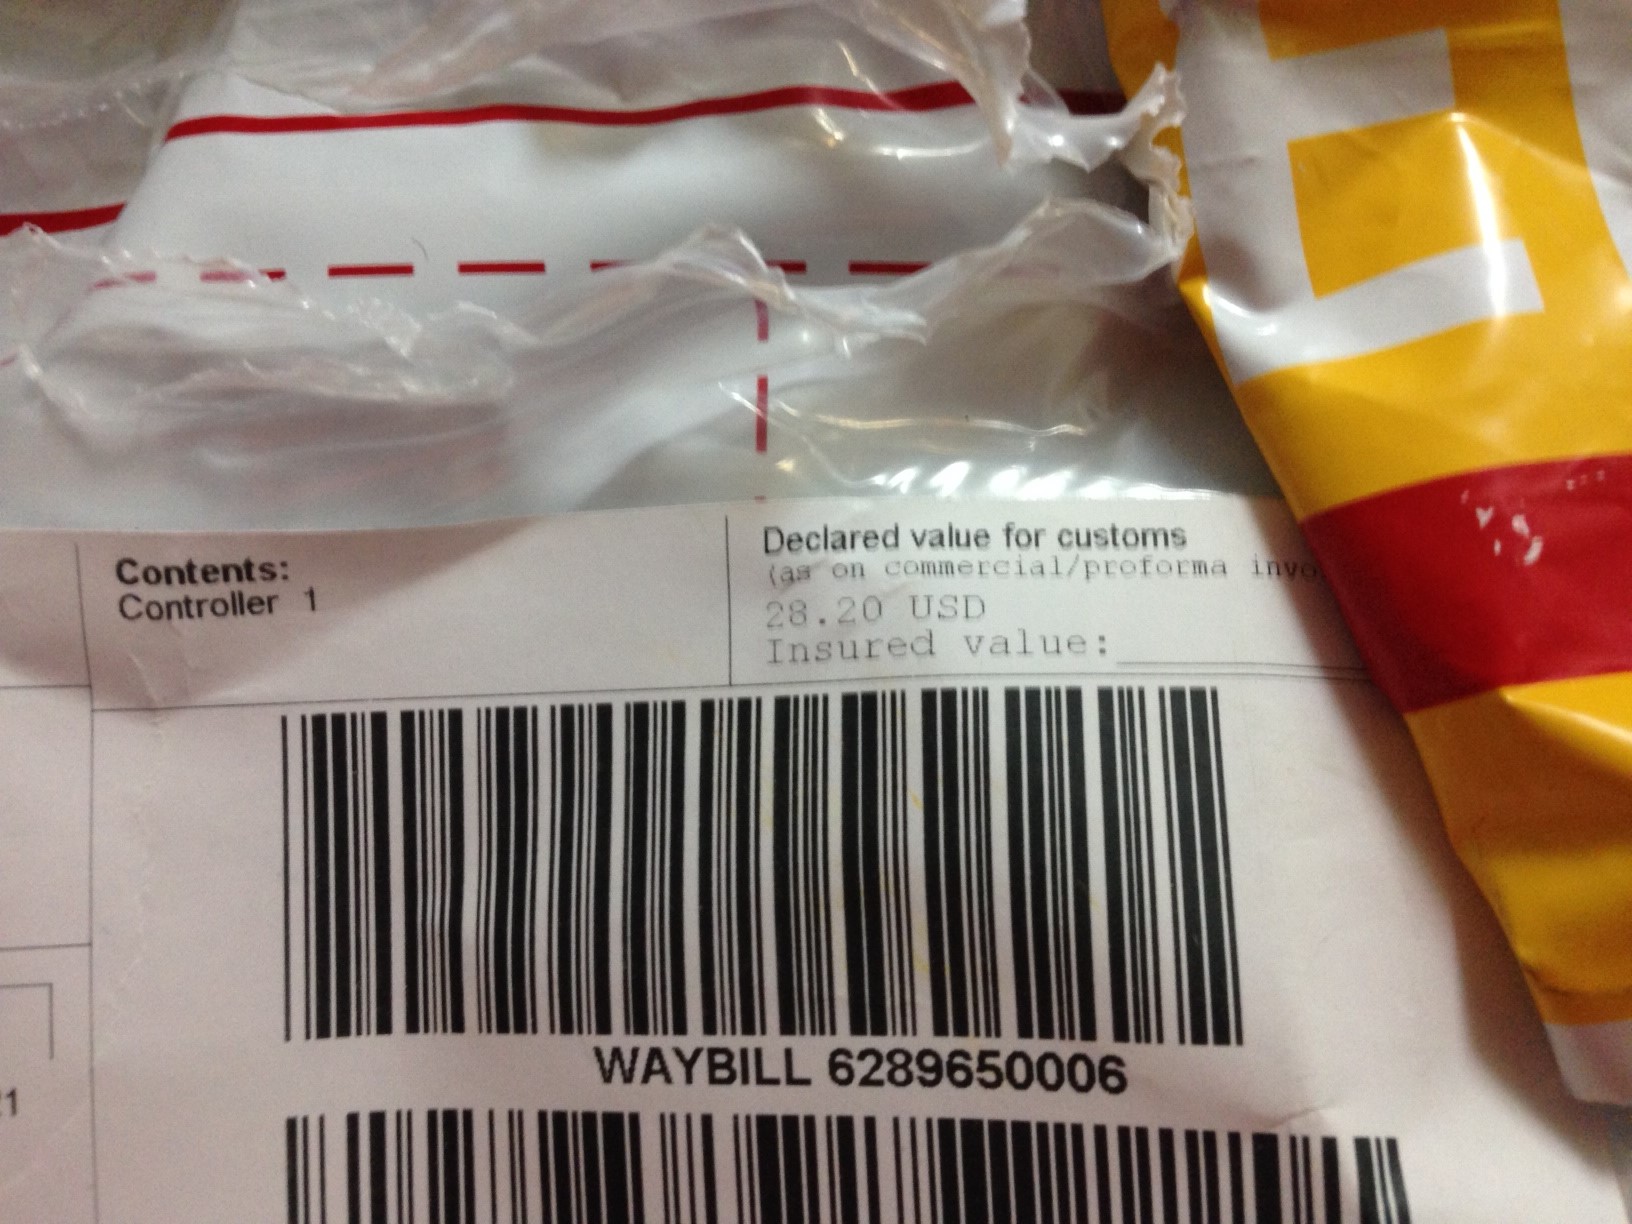 Contents:
Controller 1
Declared value for customs
(as on commercial/proforma
28.20 USD
Insured value:
WAYBILL 6289650006